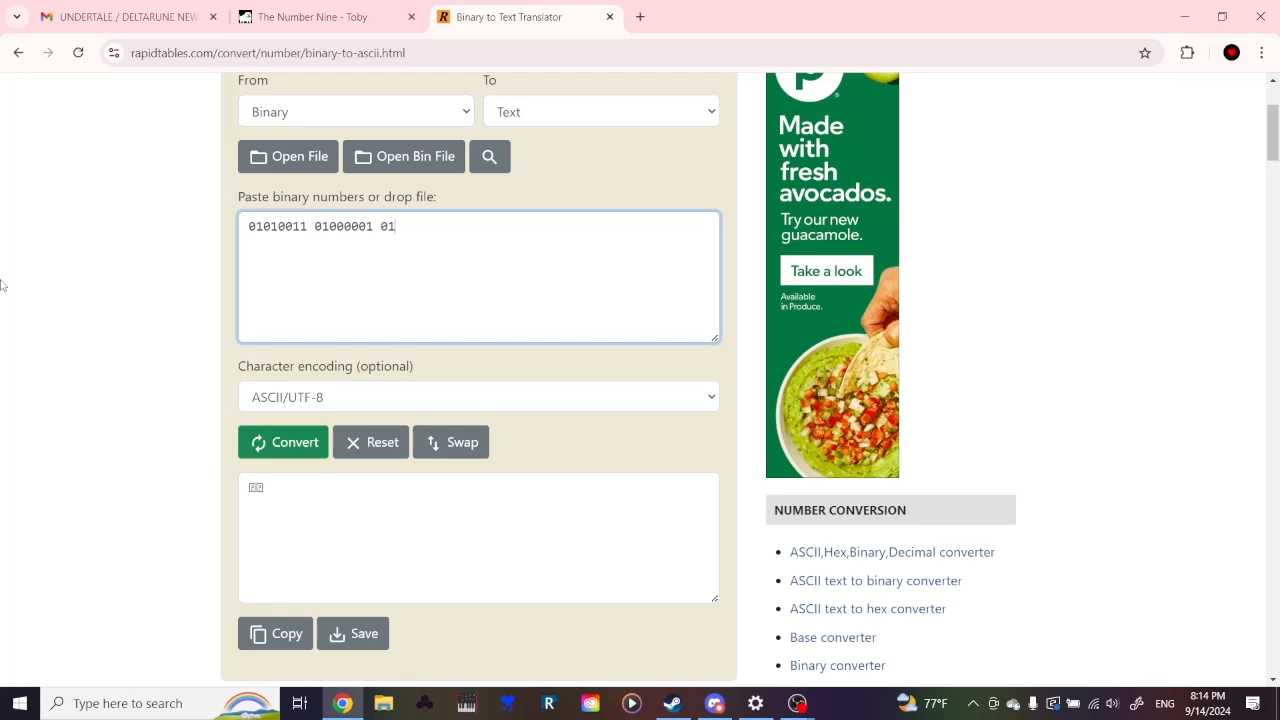 UNDERTALE / DELTARUNE
The Number Nine - Toby
Binary to Text Translator
rapidtables.com/convert/number/binary-to-ascii.html
From
To
Binary
Text
Open File
Open Bin File
Paste binary numbers or drop file:
01010011 01000001 01
Character encoding (optional)
ASCII/UTF-8
Convert
Reset
Swap
Copy
Save
Made
with
fresh
avocados.
Try our new
guacamole.
Take a look
Available
in Produce.
NUMBER CONVERSION
ASCII,Hex,Binary,Decimal converter
ASCII text to binary converter
ASCII text to hex converter
Base converter
Binary converter
Type here to search
77°F
ENG
8:14 PM
9/14/2024